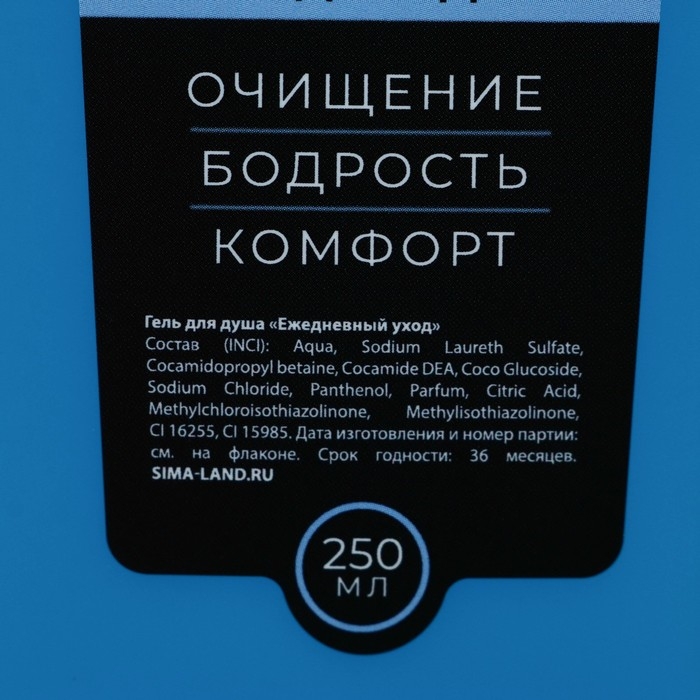 ОЧИЩЕНИЕ
БОДРОСТЬ
КОМФОРТ
Гель для душа «Ежедневный уход»
Состав (INCI): Aqua, Sodium Laureth Sulfate,
Cocamidopropyl betaine, Cocamide DEA, Coco Glucoside,
Sodium Chloride, Panthenol, Parfum, Citric Acid,
Methylchloroisothiazolinone, Methylisothiazolinone,
CI 16255, CI 15985. Дата изготовления и номер партии:
см. на флаконе. Срок годности: 36 месяцев.
SIMA-LAND.RU
250
МЛ